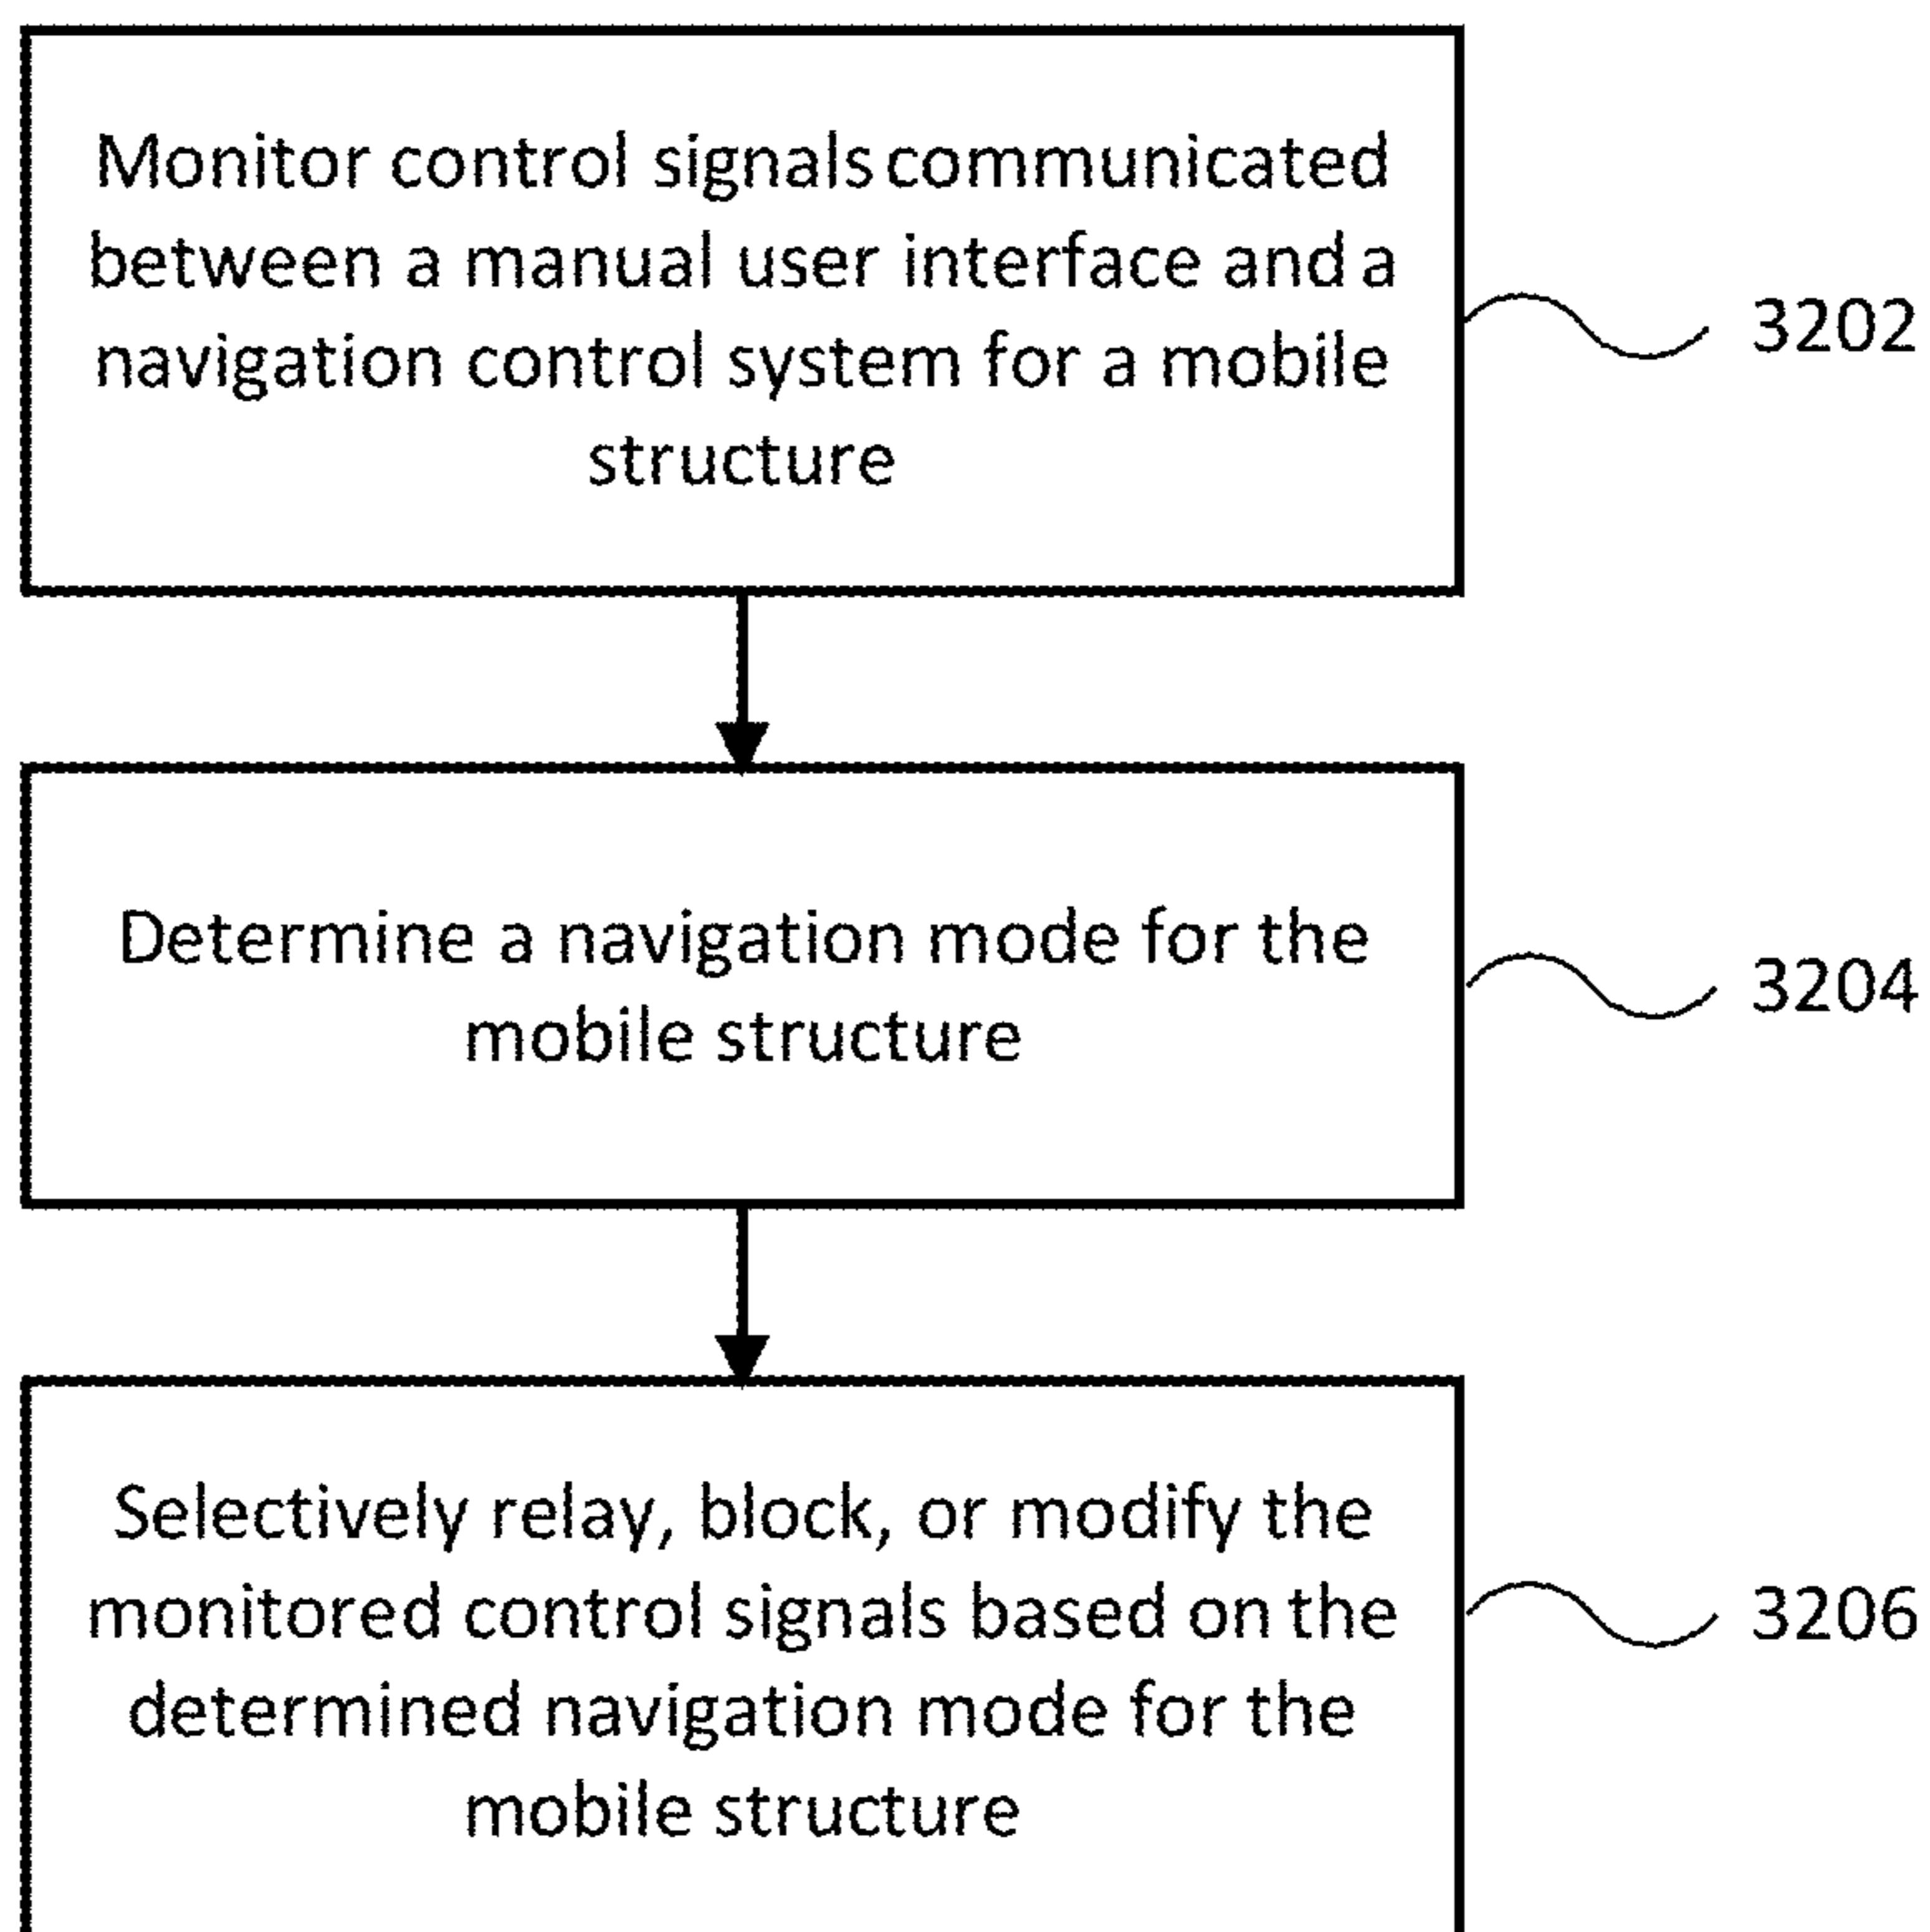 Monitor control signals communicated
between a manual user interface and a
navigation control system for a mobile
structure
3202
Determine a navigation mode for the
mobile structure
3204
Selectively relay, block, or modify the
monitored control signals based on the
determined navigation mode for the
mobile structure
3206